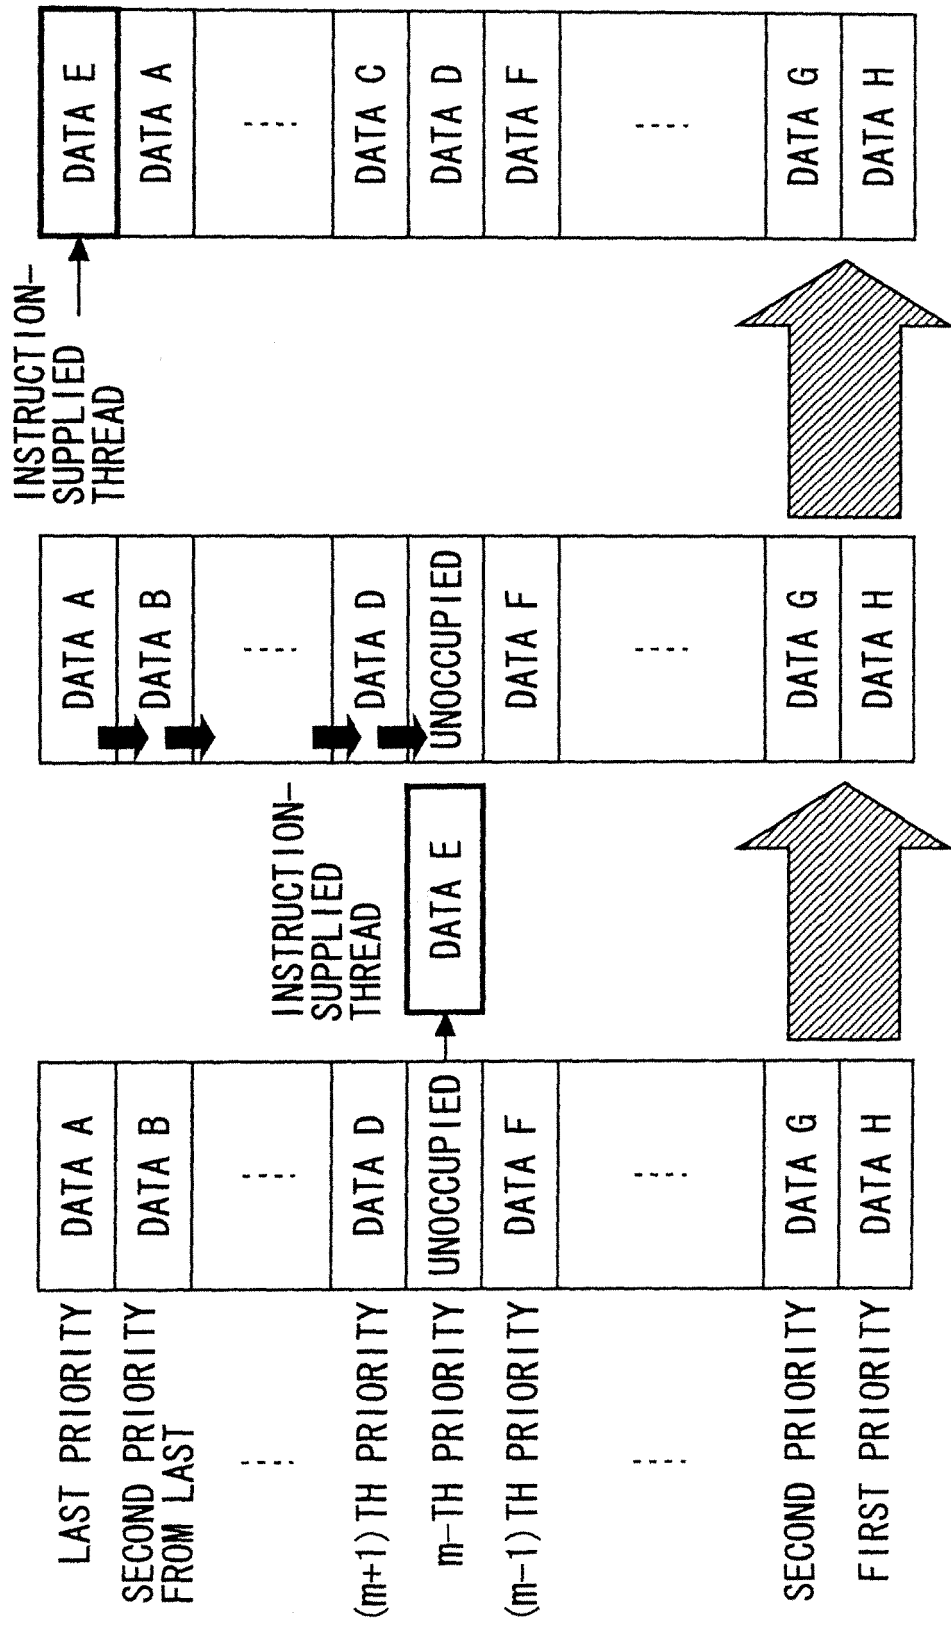 LAST PRIORITY
SECOND PRIORITY
FROM LAST
(m+1) TH PRIORITY
m-TH PRIORITY
(m-1) TH PRIORITY
SECOND PRIORITY
FIRST PRIORITY
DATA A
DATA B
DATA D
UNOCCUPIED
DATA F
DATA G
DATA H
INSTRUCTION-
SUPPLIED
THREAD
DATA E
DATA A
DATA B
DATA D
UNOCCUPIED
DATA F
DATA G
DATA H
INSTRUCTION-
SUPPLIED
THREAD
DATA E
DATA A
DATA C
DATA D
DATA F
DATA G
DATA H